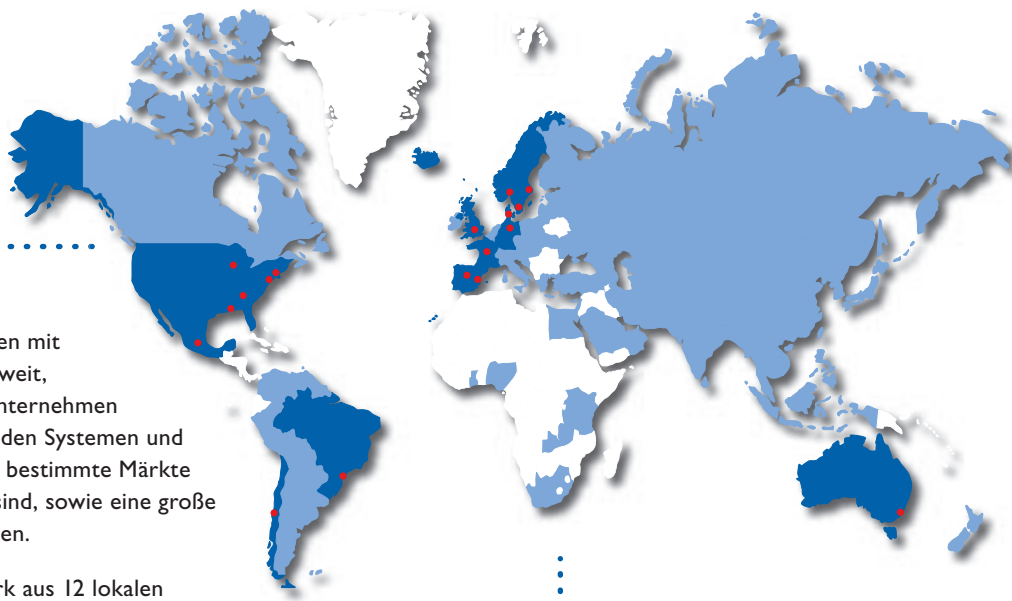 en mit
weit,
nternehmen
den Systemen und
bestimmte Märkte
sind, sowie eine große
en.
rk aus 12 lokalen